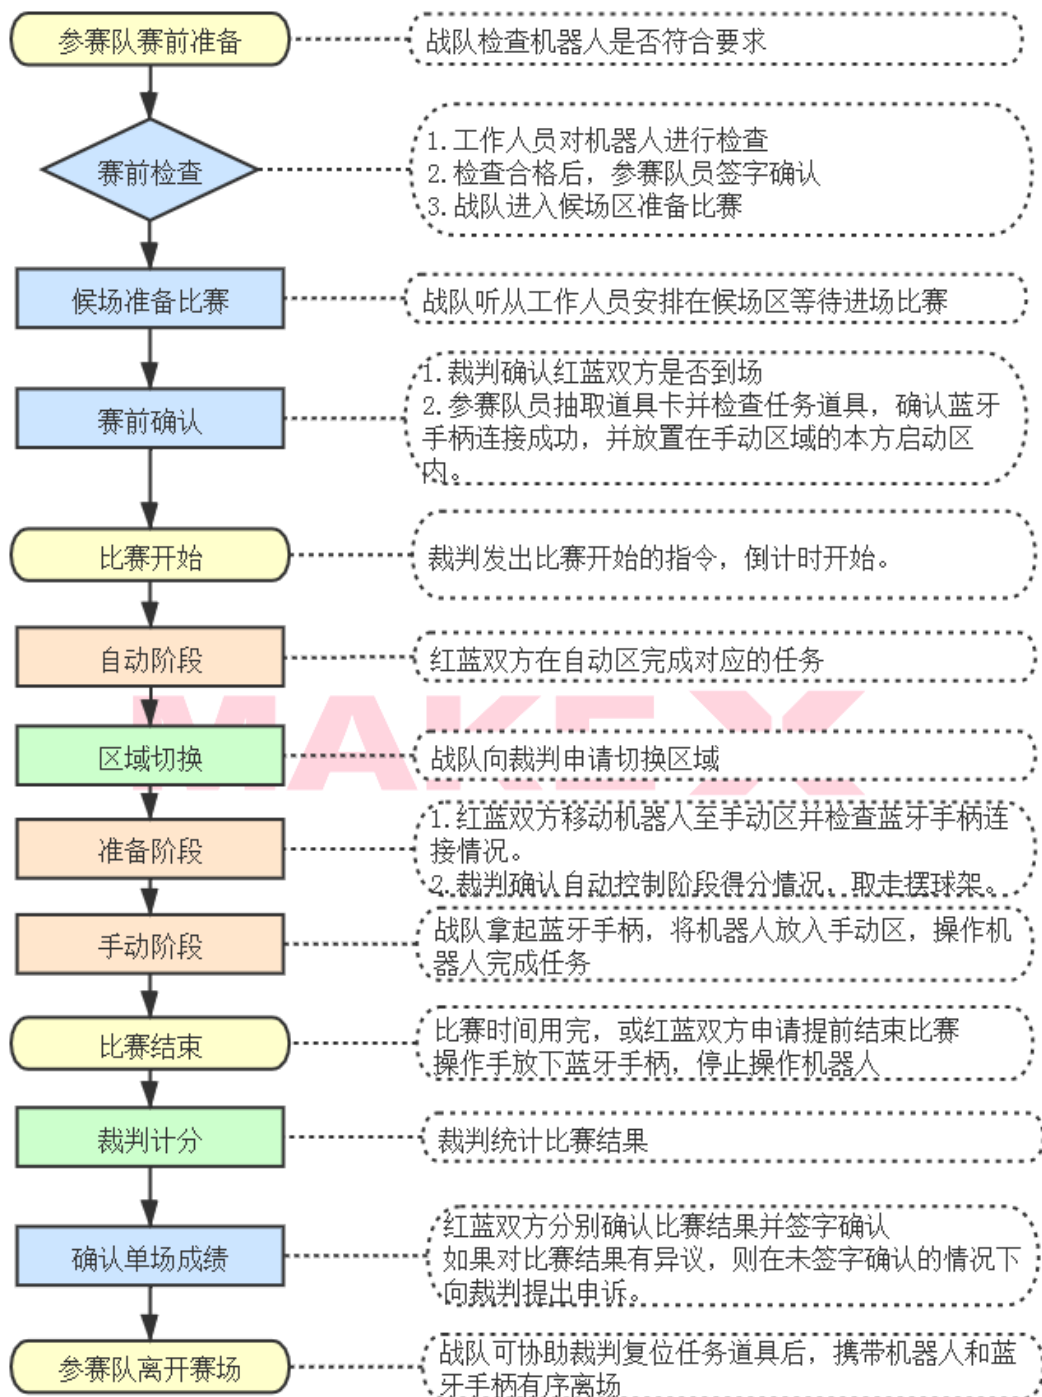 参赛队赛前准备
战队检查机器人是否符合要求
赛前检查
1.工作人员对机器人进行检查
2.检查合格后，参赛队员签字确认
3.战队进入候场区准备比赛
候场准备比赛
战队听从工作人员安排在候场区等待进场比赛
赛前确认
1.裁判确认红蓝双方是否到场
2.参赛队员抽取道具卡并检查任务道具，确认蓝牙
手柄连接成功，并放置在手动区域的本方启动区
内。
比赛开始
裁判发出比赛开始的指令，倒计时开始。
自动阶段
红蓝双方在自动区完成对应的任务
MAKEX
区域切换
战队向裁判申请切换区域
准备阶段
1.红蓝双方移动机器人至手动区并检查蓝牙手柄连
接情况。
2.裁判确认自动控制阶段得分情况，取走摆球架。
手动阶段
战队拿起蓝牙手柄，将机器人放入手动区，操作机
器人完成任务
比赛结束
比赛时间用完，或红蓝双方申请提前结束比赛
操作手放下蓝牙手柄，停止操作机器人
裁判计分
裁判统计比赛结果
确认单场成绩
红蓝双方分别确认比赛结果并签字确认
如果对比赛结果有异议，则在未签字确认的情况下
向裁判提出申诉。
参赛队离开赛场
战队可协助裁判复位任务道具后，携带机器人和蓝
牙手柄有序离场